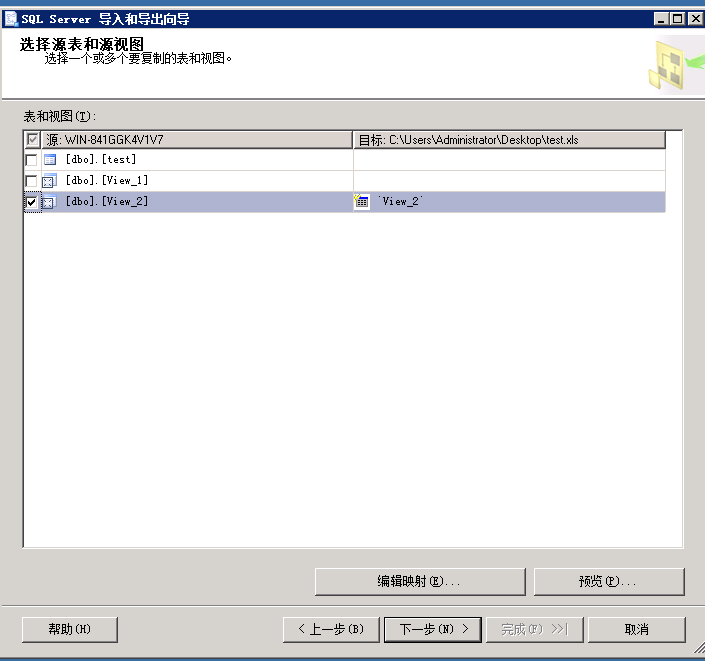 SQL Server 导入和导出向导
选择源表和源视图
选择一个或多个要复制的表和视图。
表和视图(T):
源: WIN-841GGK4V1V7 目标: C:\Users\Administrator\Desktop\test.xls
[dbo].[test]
[dbo].[View_1]
[dbo].[View_2] `View_2`
编辑映射(E)... 预览(P)...
帮助(H) < 上一步(B) 下一步(N) > 完成(F) >>| 取消